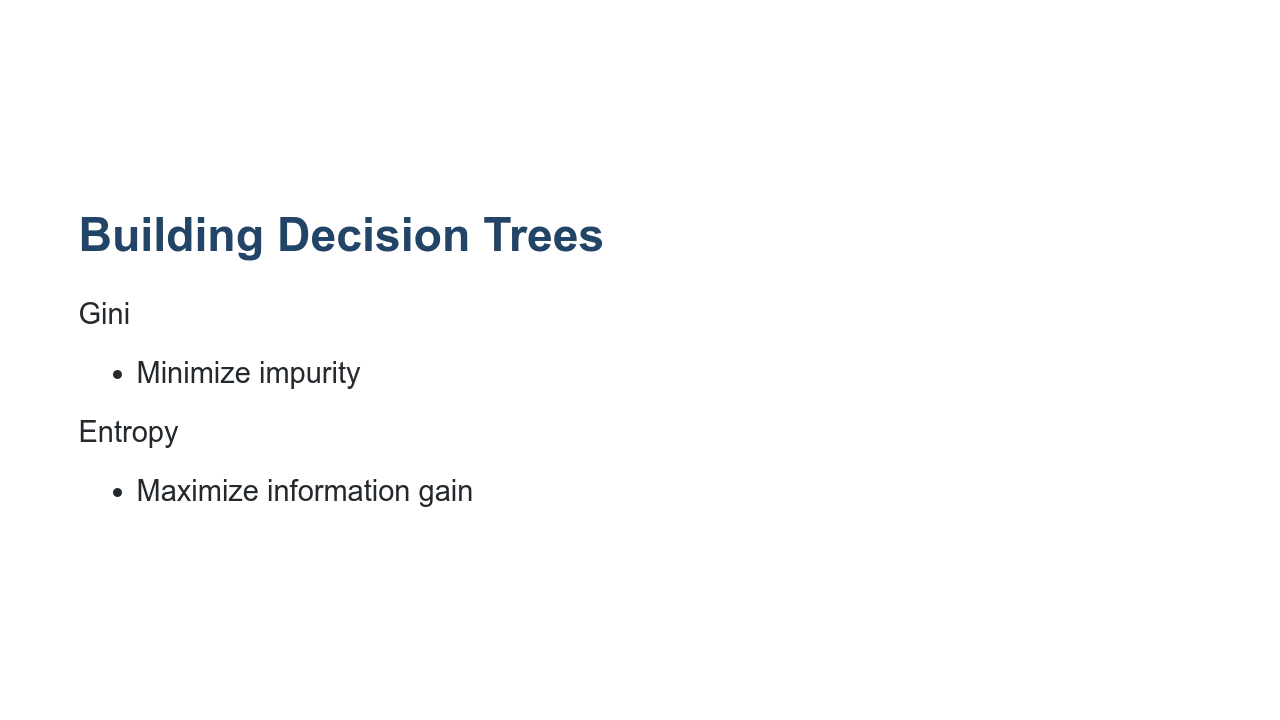 Building Decision Trees
Gini
• Minimize impurity
Entropy
• Maximize information gain